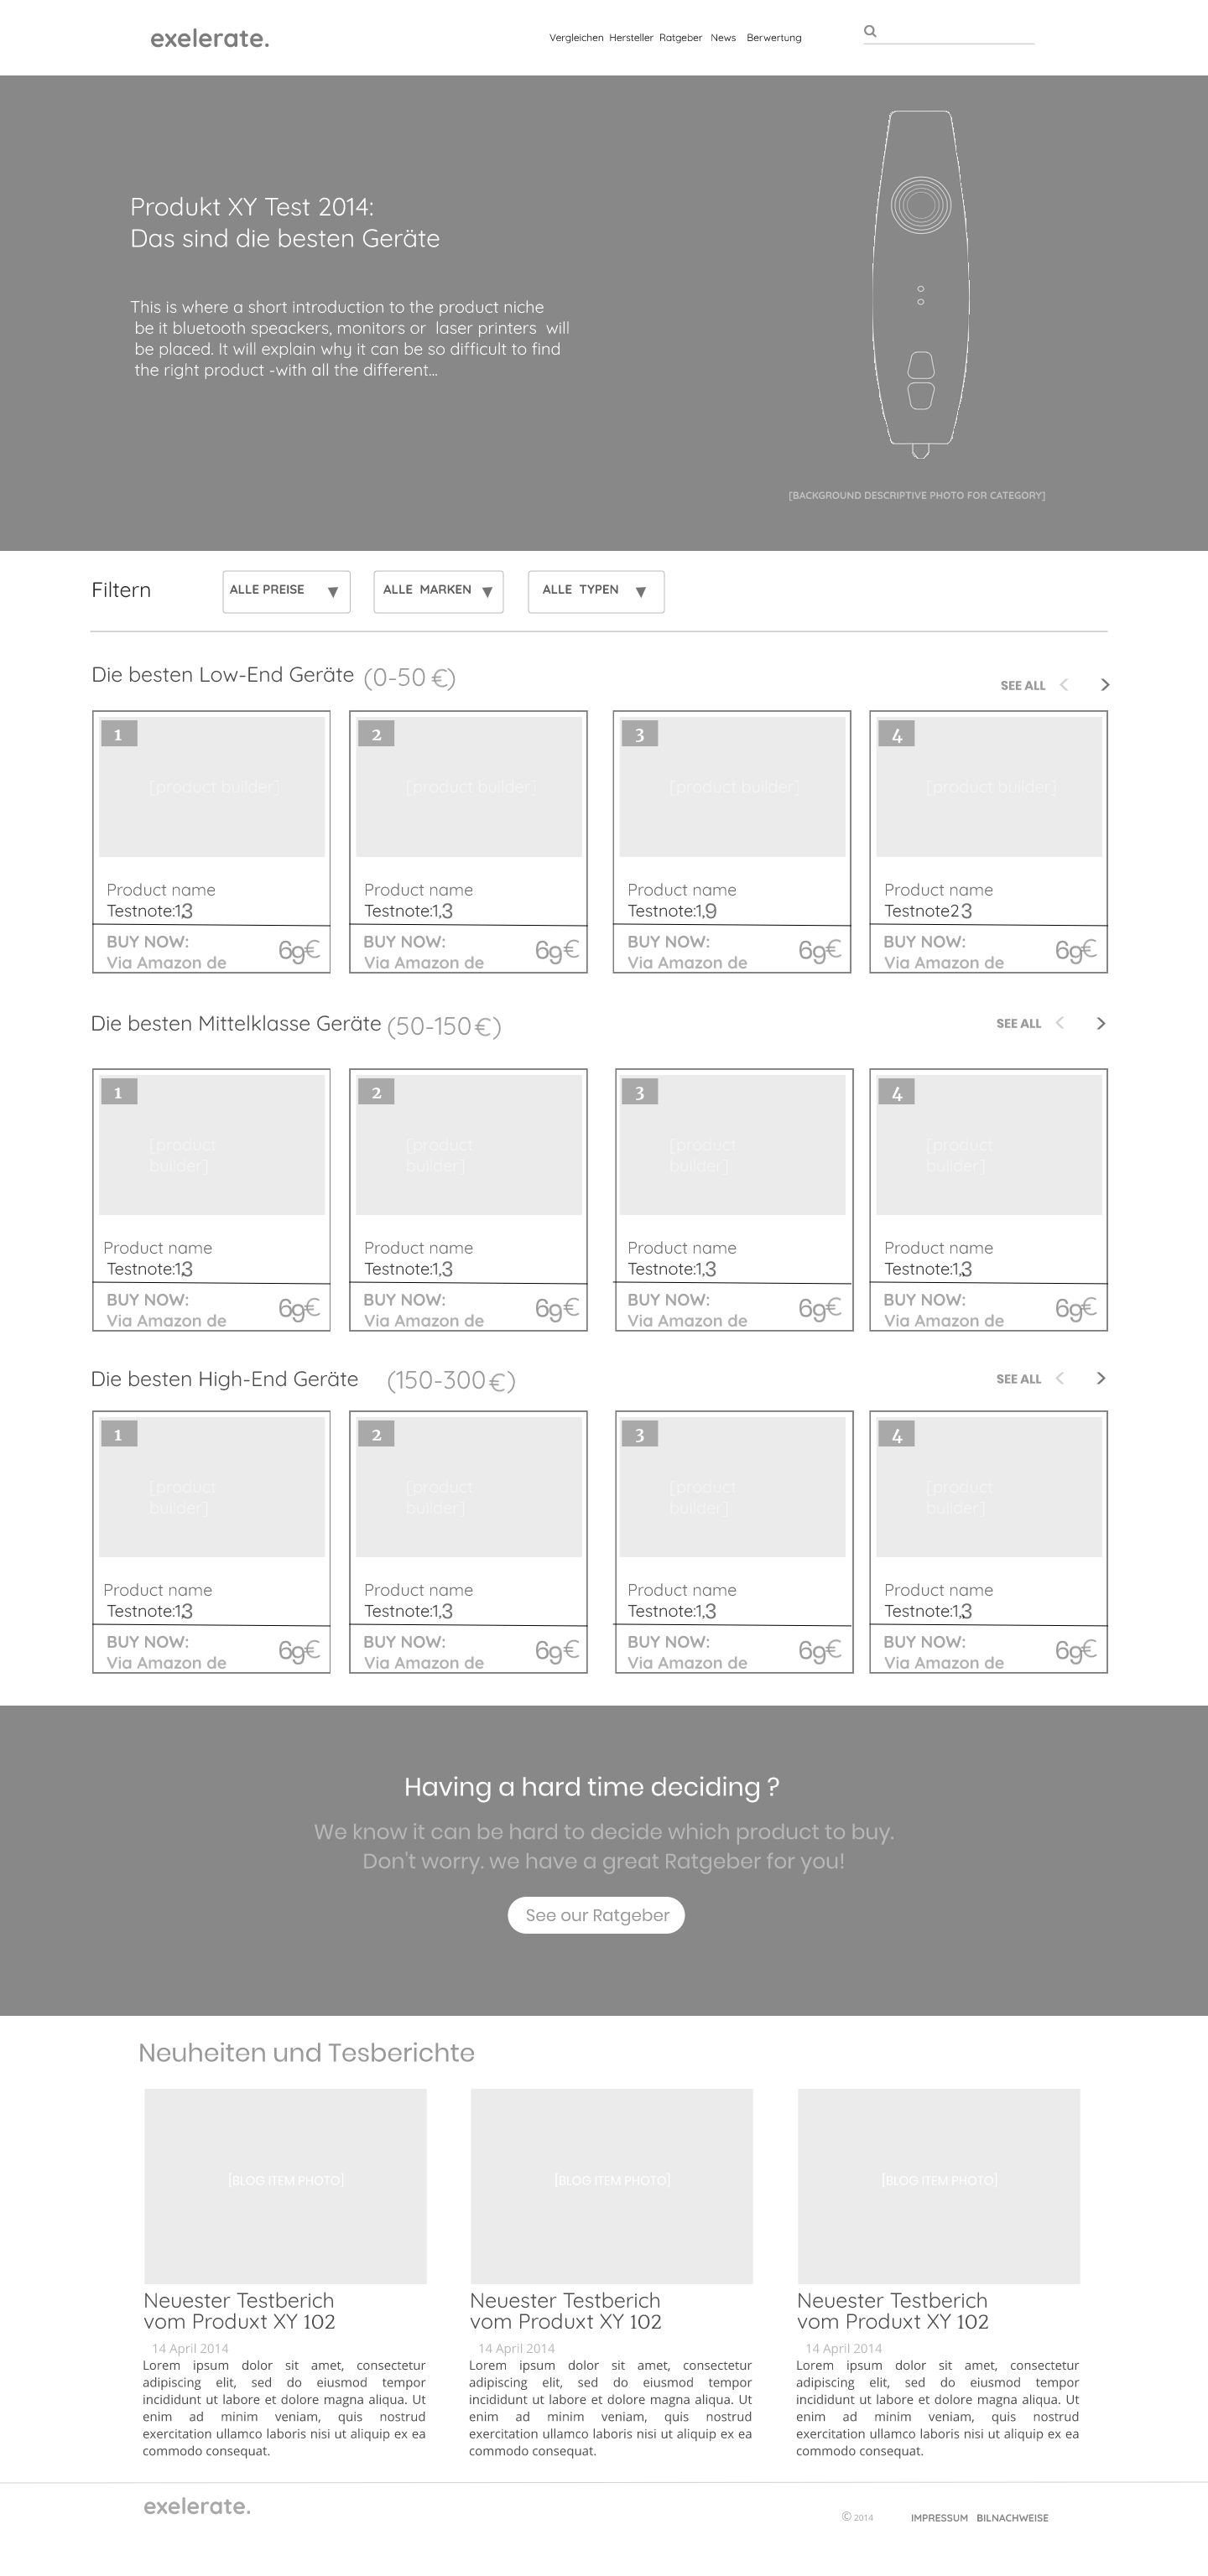 exelerate.
Vergleichen Hersteller Ratgeber News Berwertung
Produkt XY Test 2014:
Das sind die besten Geräte
This is where a short introduction to the product niche
be it bluetooth speackers, monitors or laser printers will
be placed. It will explain why it can be so difficult to find
the right product -with all the different...
[BACKGROUND DESCRIPTIVE PHOTO FOR CATEGORY]
Filtern
ALLE PREISE ▼
ALLE MARKEN ▼
ALLE TYPEN ▼
Die besten Low-End Geräte (0-50 €)
SEE ALL < >
1
[product builder]
Product name
Testnote:1,3
BUY NOW:
Via Amazon de
69€
2
[product builder]
Product name
Testnote:1,3
BUY NOW:
Via Amazon de
69€
3
[product builder]
Product name
Testnote:1,9
BUY NOW:
Via Amazon de
69€
4
[product builder]
Product name
Testnote2 3
BUY NOW:
Via Amazon de
69€
Die besten Mittelklasse Geräte (50-150 €)
SEE ALL < >
1
[product
builder]
Product name
Testnote:1,3
BUY NOW:
Via Amazon de
69€
2
[product
builder]
Product name
Testnote:1,3
BUY NOW:
Via Amazon de
69€
3
[product
builder]
Product name
Testnote:1,3
BUY NOW:
Via Amazon de
69€
4
[product
builder]
Product name
Testnote:1,3
BUY NOW:
Via Amazon de
69€
Die besten High-End Geräte (150-300 €)
SEE ALL < >
1
[product
builder]
Product name
Testnote:1,3
BUY NOW:
Via Amazon de
69€
2
[product
builder]
Product name
Testnote:1,3
BUY NOW:
Via Amazon de
69€
3
[product
builder]
Product name
Testnote:1,3
BUY NOW:
Via Amazon de
69€
4
[product
builder]
Product name
Testnote:1,3
BUY NOW:
Via Amazon de
69€
Having a hard time deciding ?
We know it can be hard to decide which product to buy.
Don't worry. we have a great Ratgeber for you!
See our Ratgeber
Neuheiten und Tesberichte
[BLOG ITEM PHOTO]
Neuester Testberich
vom Produxt XY 102
14 April 2014
Lorem ipsum dolor sit amet, consectetur
adipiscing elit, sed do eiusmod tempor
incididunt ut labore et dolore magna aliqua. Ut
enim ad minim veniam, quis nostrud
exercitation ullamco laboris nisi ut aliquip ex ea
commodo consequat.
[BLOG ITEM PHOTO]
Neuester Testberich
vom Produxt XY 102
14 April 2014
Lorem ipsum dolor sit amet, consectetur
adipiscing elit, sed do eiusmod tempor
incididunt ut labore et dolore magna aliqua. Ut
enim ad minim veniam, quis nostrud
exercitation ullamco laboris nisi ut aliquip ex ea
commodo consequat.
[BLOG ITEM PHOTO]
Neuester Testberich
vom Produxt XY 102
14 April 2014
Lorem ipsum dolor sit amet, consectetur
adipiscing elit, sed do eiusmod tempor
incididunt ut labore et dolore magna aliqua. Ut
enim ad minim veniam, quis nostrud
exercitation ullamco laboris nisi ut aliquip ex ea
commodo consequat.
exelerate.
© 2014 IMPRESSUM BILNACHWEISE